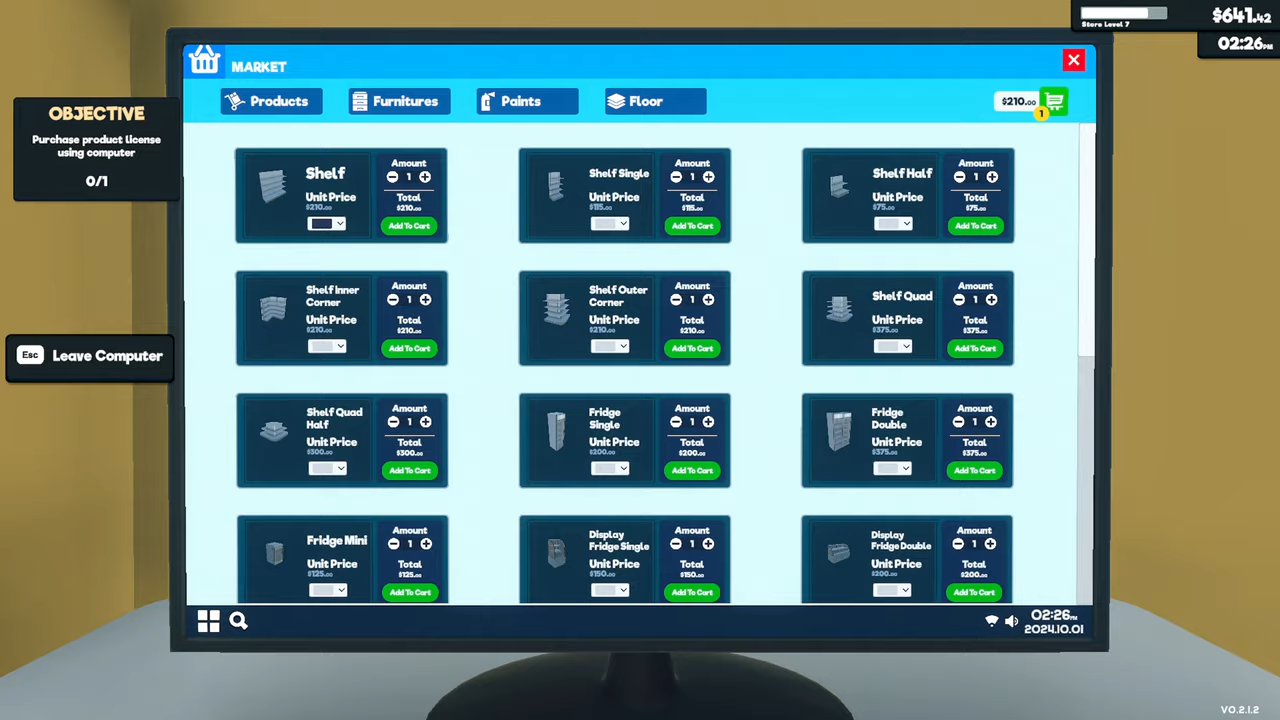 Store Level 7
$641.42
02:26PM
MARKET
Products
Furnitures
Paints
Floor
$210.00
1
OBJECTIVE
Purchase product license
using computer
0/1
Esc
Leave Computer
Shelf
Unit Price
$210.00
Amount
1
Total
$210.00
Add To Cart
Shelf Single
Unit Price
$115.00
Amount
1
Total
$115.00
Add To Cart
Shelf Half
Unit Price
$75.00
Amount
1
Total
$75.00
Add To Cart
Shelf Inner
Corner
Unit Price
$210.00
Amount
1
Total
$210.00
Add To Cart
Shelf Outer
Corner
Unit Price
$210.00
Amount
1
Total
$210.00
Add To Cart
Shelf Quad
Unit Price
$375.00
Amount
1
Total
$375.00
Add To Cart
Shelf Quad
Half
Unit Price
$300.00
Amount
1
Total
$300.00
Add To Cart
Fridge
Single
Unit Price
$200.00
Amount
1
Total
$200.00
Add To Cart
Fridge
Double
Unit Price
$375.00
Amount
1
Total
$375.00
Add To Cart
Fridge Mini
Unit Price
$125.00
Amount
1
Total
$125.00
Add To Cart
Display
Fridge Single
Unit Price
$150.00
Amount
1
Total
$150.00
Add To Cart
Display
Fridge Double
Unit Price
$200.00
Amount
1
Total
$200.00
Add To Cart
02:26PM
2024.10.01
V0.2.1.2